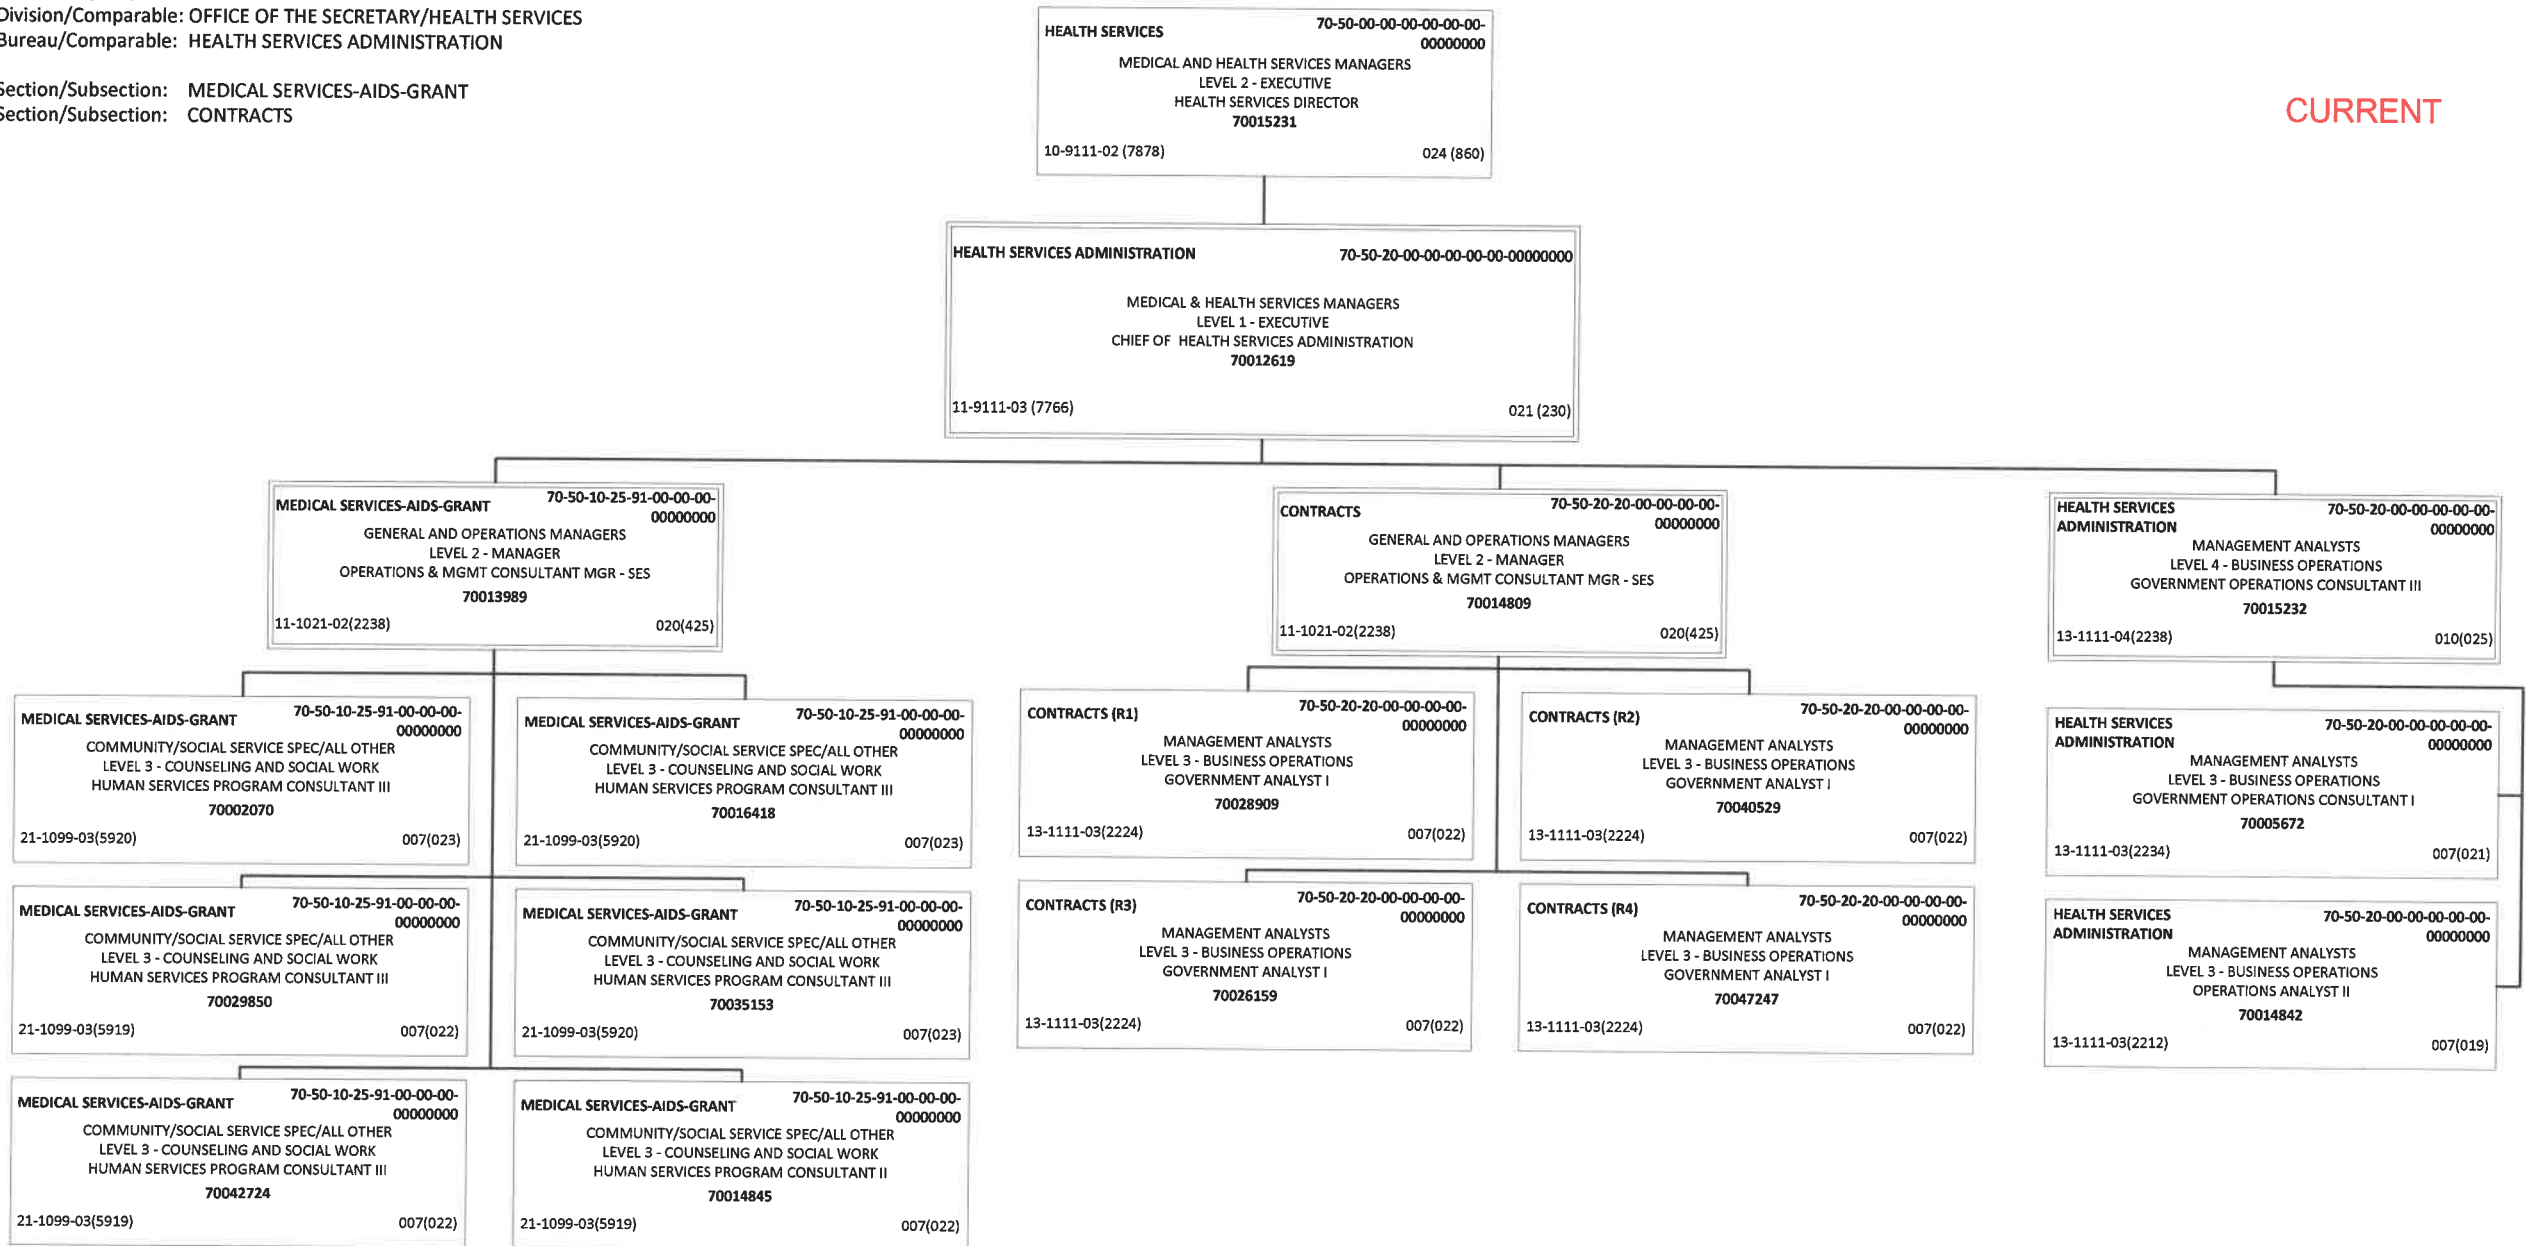 Division/Comparable: OFFICE OF THE SECRETARY/HEALTH SERVICES
Bureau/Comparable: HEALTH SERVICES ADMINISTRATION
Section/Subsection: MEDICAL SERVICES-AIDS-GRANT
Section/Subsection: CONTRACTS
CURRENT
HEALTH SERVICES 70-50-00-00-00-00-00-00-
00000000
MEDICAL AND HEALTH SERVICES MANAGERS
LEVEL 2 - EXECUTIVE
HEALTH SERVICES DIRECTOR
70015231
10-9111-02 (7878) 024 (860)
HEALTH SERVICES ADMINISTRATION 70-50-20-00-00-00-00-00-00000000
MEDICAL & HEALTH SERVICES MANAGERS
LEVEL 1 - EXECUTIVE
CHIEF OF HEALTH SERVICES ADMINISTRATION
70012619
11-9111-03 (7766) 021 (230)
MEDICAL SERVICES-AIDS-GRANT 70-50-10-25-91-00-00-00-
00000000
GENERAL AND OPERATIONS MANAGERS
LEVEL 2 - MANAGER
OPERATIONS & MGMT CONSULTANT MGR - SES
70013989
11-1021-02(2238) 020(425)
CONTRACTS 70-50-20-20-00-00-00-00-
00000000
GENERAL AND OPERATIONS MANAGERS
LEVEL 2 - MANAGER
OPERATIONS & MGMT CONSULTANT MGR - SES
70014809
11-1021-02(2238) 020(425)
HEALTH SERVICES 70-50-20-00-00-00-00-00-
ADMINISTRATION 00000000
MANAGEMENT ANALYSTS
LEVEL 4 - BUSINESS OPERATIONS
GOVERNMENT OPERATIONS CONSULTANT III
70015232
13-1111-04(2238) 010(025)
MEDICAL SERVICES-AIDS-GRANT 70-50-10-25-91-00-00-00-
00000000
COMMUNITY/SOCIAL SERVICE SPEC/ALL OTHER
LEVEL 3 - COUNSELING AND SOCIAL WORK
HUMAN SERVICES PROGRAM CONSULTANT III
70002070
21-1099-03(5920) 007(023)
MEDICAL SERVICES-AIDS-GRANT 70-50-10-25-91-00-00-00-
00000000
COMMUNITY/SOCIAL SERVICE SPEC/ALL OTHER
LEVEL 3 - COUNSELING AND SOCIAL WORK
HUMAN SERVICES PROGRAM CONSULTANT III
70016418
21-1099-03(5920) 007(023)
CONTRACTS (R1) 70-50-20-20-00-00-00-00-
00000000
MANAGEMENT ANALYSTS
LEVEL 3 - BUSINESS OPERATIONS
GOVERNMENT ANALYST I
70028909
13-1111-03(2224) 007(022)
CONTRACTS (R2) 70-50-20-20-00-00-00-00-
00000000
MANAGEMENT ANALYSTS
LEVEL 3 - BUSINESS OPERATIONS
GOVERNMENT ANALYST I
70040529
13-1111-03(2224) 007(022)
HEALTH SERVICES 70-50-20-00-00-00-00-00-
ADMINISTRATION 00000000
MANAGEMENT ANALYSTS
LEVEL 3 - BUSINESS OPERATIONS
GOVERNMENT OPERATIONS CONSULTANT I
70005672
13-1111-03(2234) 007(021)
MEDICAL SERVICES-AIDS-GRANT 70-50-10-25-91-00-00-00-
00000000
COMMUNITY/SOCIAL SERVICE SPEC/ALL OTHER
LEVEL 3 - COUNSELING AND SOCIAL WORK
HUMAN SERVICES PROGRAM CONSULTANT III
70029850
21-1099-03(5919) 007(022)
MEDICAL SERVICES-AIDS-GRANT 70-50-10-25-91-00-00-00-
00000000
COMMUNITY/SOCIAL SERVICE SPEC/ALL OTHER
LEVEL 3 - COUNSELING AND SOCIAL WORK
HUMAN SERVICES PROGRAM CONSULTANT III
70035153
21-1099-03(5920) 007(023)
CONTRACTS (R3) 70-50-20-20-00-00-00-00-
00000000
MANAGEMENT ANALYSTS
LEVEL 3 - BUSINESS OPERATIONS
GOVERNMENT ANALYST I
70026159
13-1111-03(2224) 007(022)
CONTRACTS (R4) 70-50-20-20-00-00-00-00-
00000000
MANAGEMENT ANALYSTS
LEVEL 3 - BUSINESS OPERATIONS
GOVERNMENT ANALYST I
70047247
13-1111-03(2224) 007(022)
HEALTH SERVICES 70-50-20-00-00-00-00-00-
ADMINISTRATION 00000000
MANAGEMENT ANALYSTS
LEVEL 3 - BUSINESS OPERATIONS
OPERATIONS ANALYST II
70014842
13-1111-03(2212) 007(019)
MEDICAL SERVICES-AIDS-GRANT 70-50-10-25-91-00-00-00-
00000000
COMMUNITY/SOCIAL SERVICE SPEC/ALL OTHER
LEVEL 3 - COUNSELING AND SOCIAL WORK
HUMAN SERVICES PROGRAM CONSULTANT III
70042724
21-1099-03(5919) 007(022)
MEDICAL SERVICES-AIDS-GRANT 70-50-10-25-91-00-00-00-
00000000
COMMUNITY/SOCIAL SERVICE SPEC/ALL OTHER
LEVEL 3 - COUNSELING AND SOCIAL WORK
HUMAN SERVICES PROGRAM CONSULTANT II
70014845
21-1099-03(5919) 007(022)